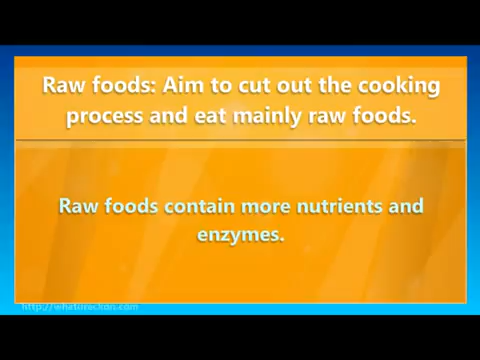 Raw foods: Aim to cut out the cooking
process and eat mainly raw foods.
Raw foods contain more nutrients and
enzymes.